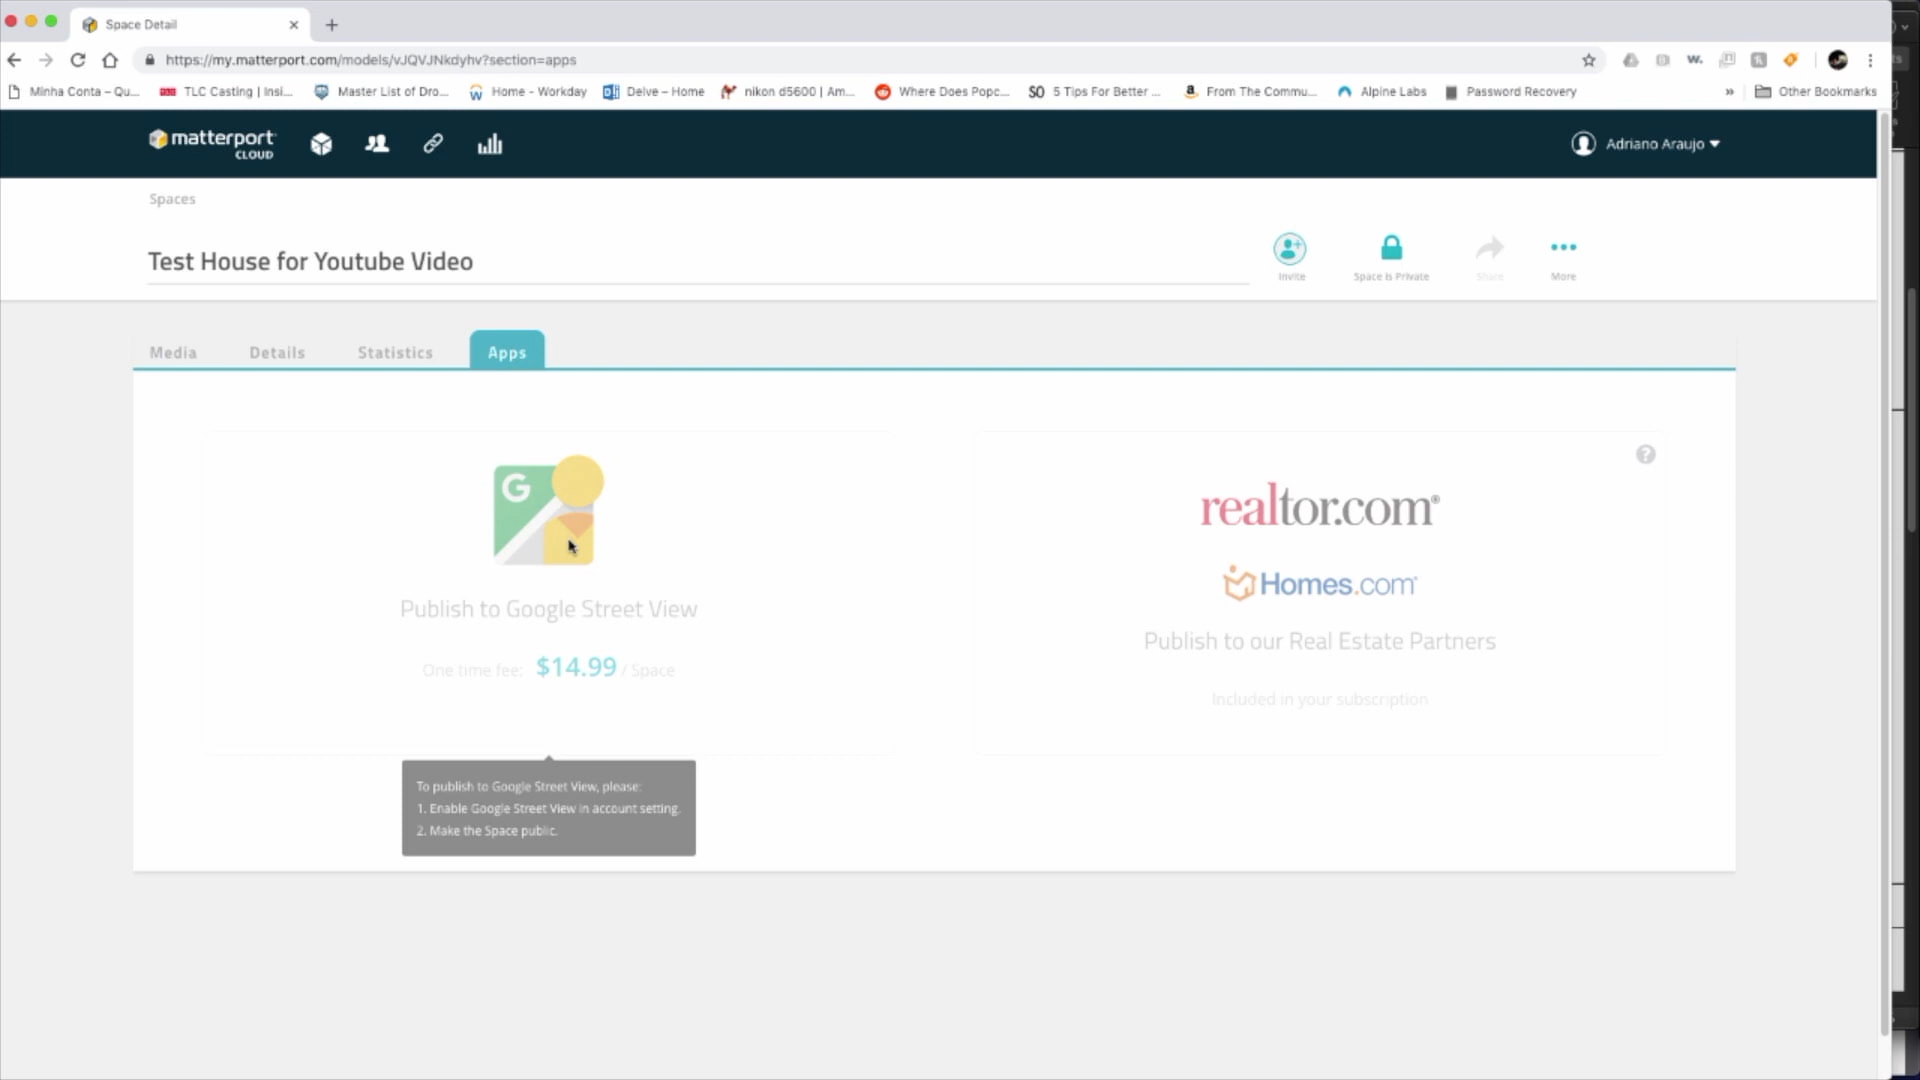 Space Detail
https://my.matterport.com/models/vJQVJNkdyhv?section=apps
Minha Conta – Qu... TLC Casting | Insi... Master List of Dro... Home - Workday Delve – Home nikon d5600 | Am... Where Does Popc... SO 5 Tips For Better ... From The Commu... Alpine Labs Password Recovery » Other Bookmarks
matterport
CLOUD
Adriano Araujo
Spaces
Test House for Youtube Video
Invite Space is Private Share More
Media Details Statistics Apps
G
Publish to Google Street View
One time fee: $14.99 / Space
?
realtor.com®
Homes.com
Publish to our Real Estate Partners
Included in your subscription
To publish to Google Street View, please:
1. Enable Google Street View in account setting.
2. Make the Space public.